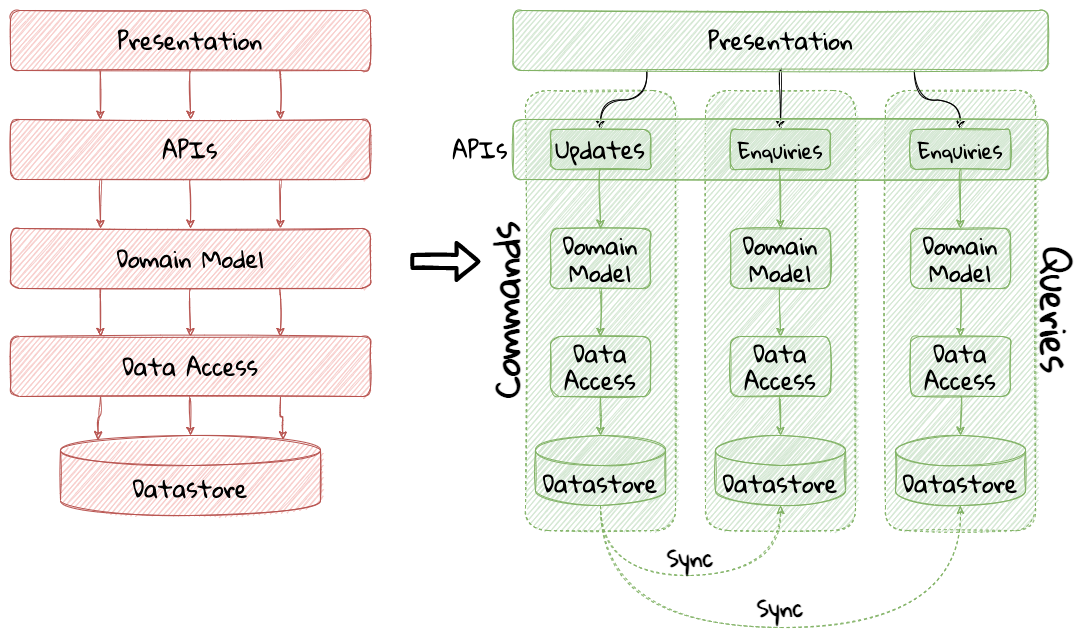 Presentation
APIs
Domain Model
Data Access
Datastore
Presentation
APIs
Updates
Enquiries
Enquiries
Commands
Domain
Model
Domain
Model
Domain
Model
Queries
Data
Access
Data
Access
Data
Access
Datastore
Datastore
Datastore
Sync
Sync